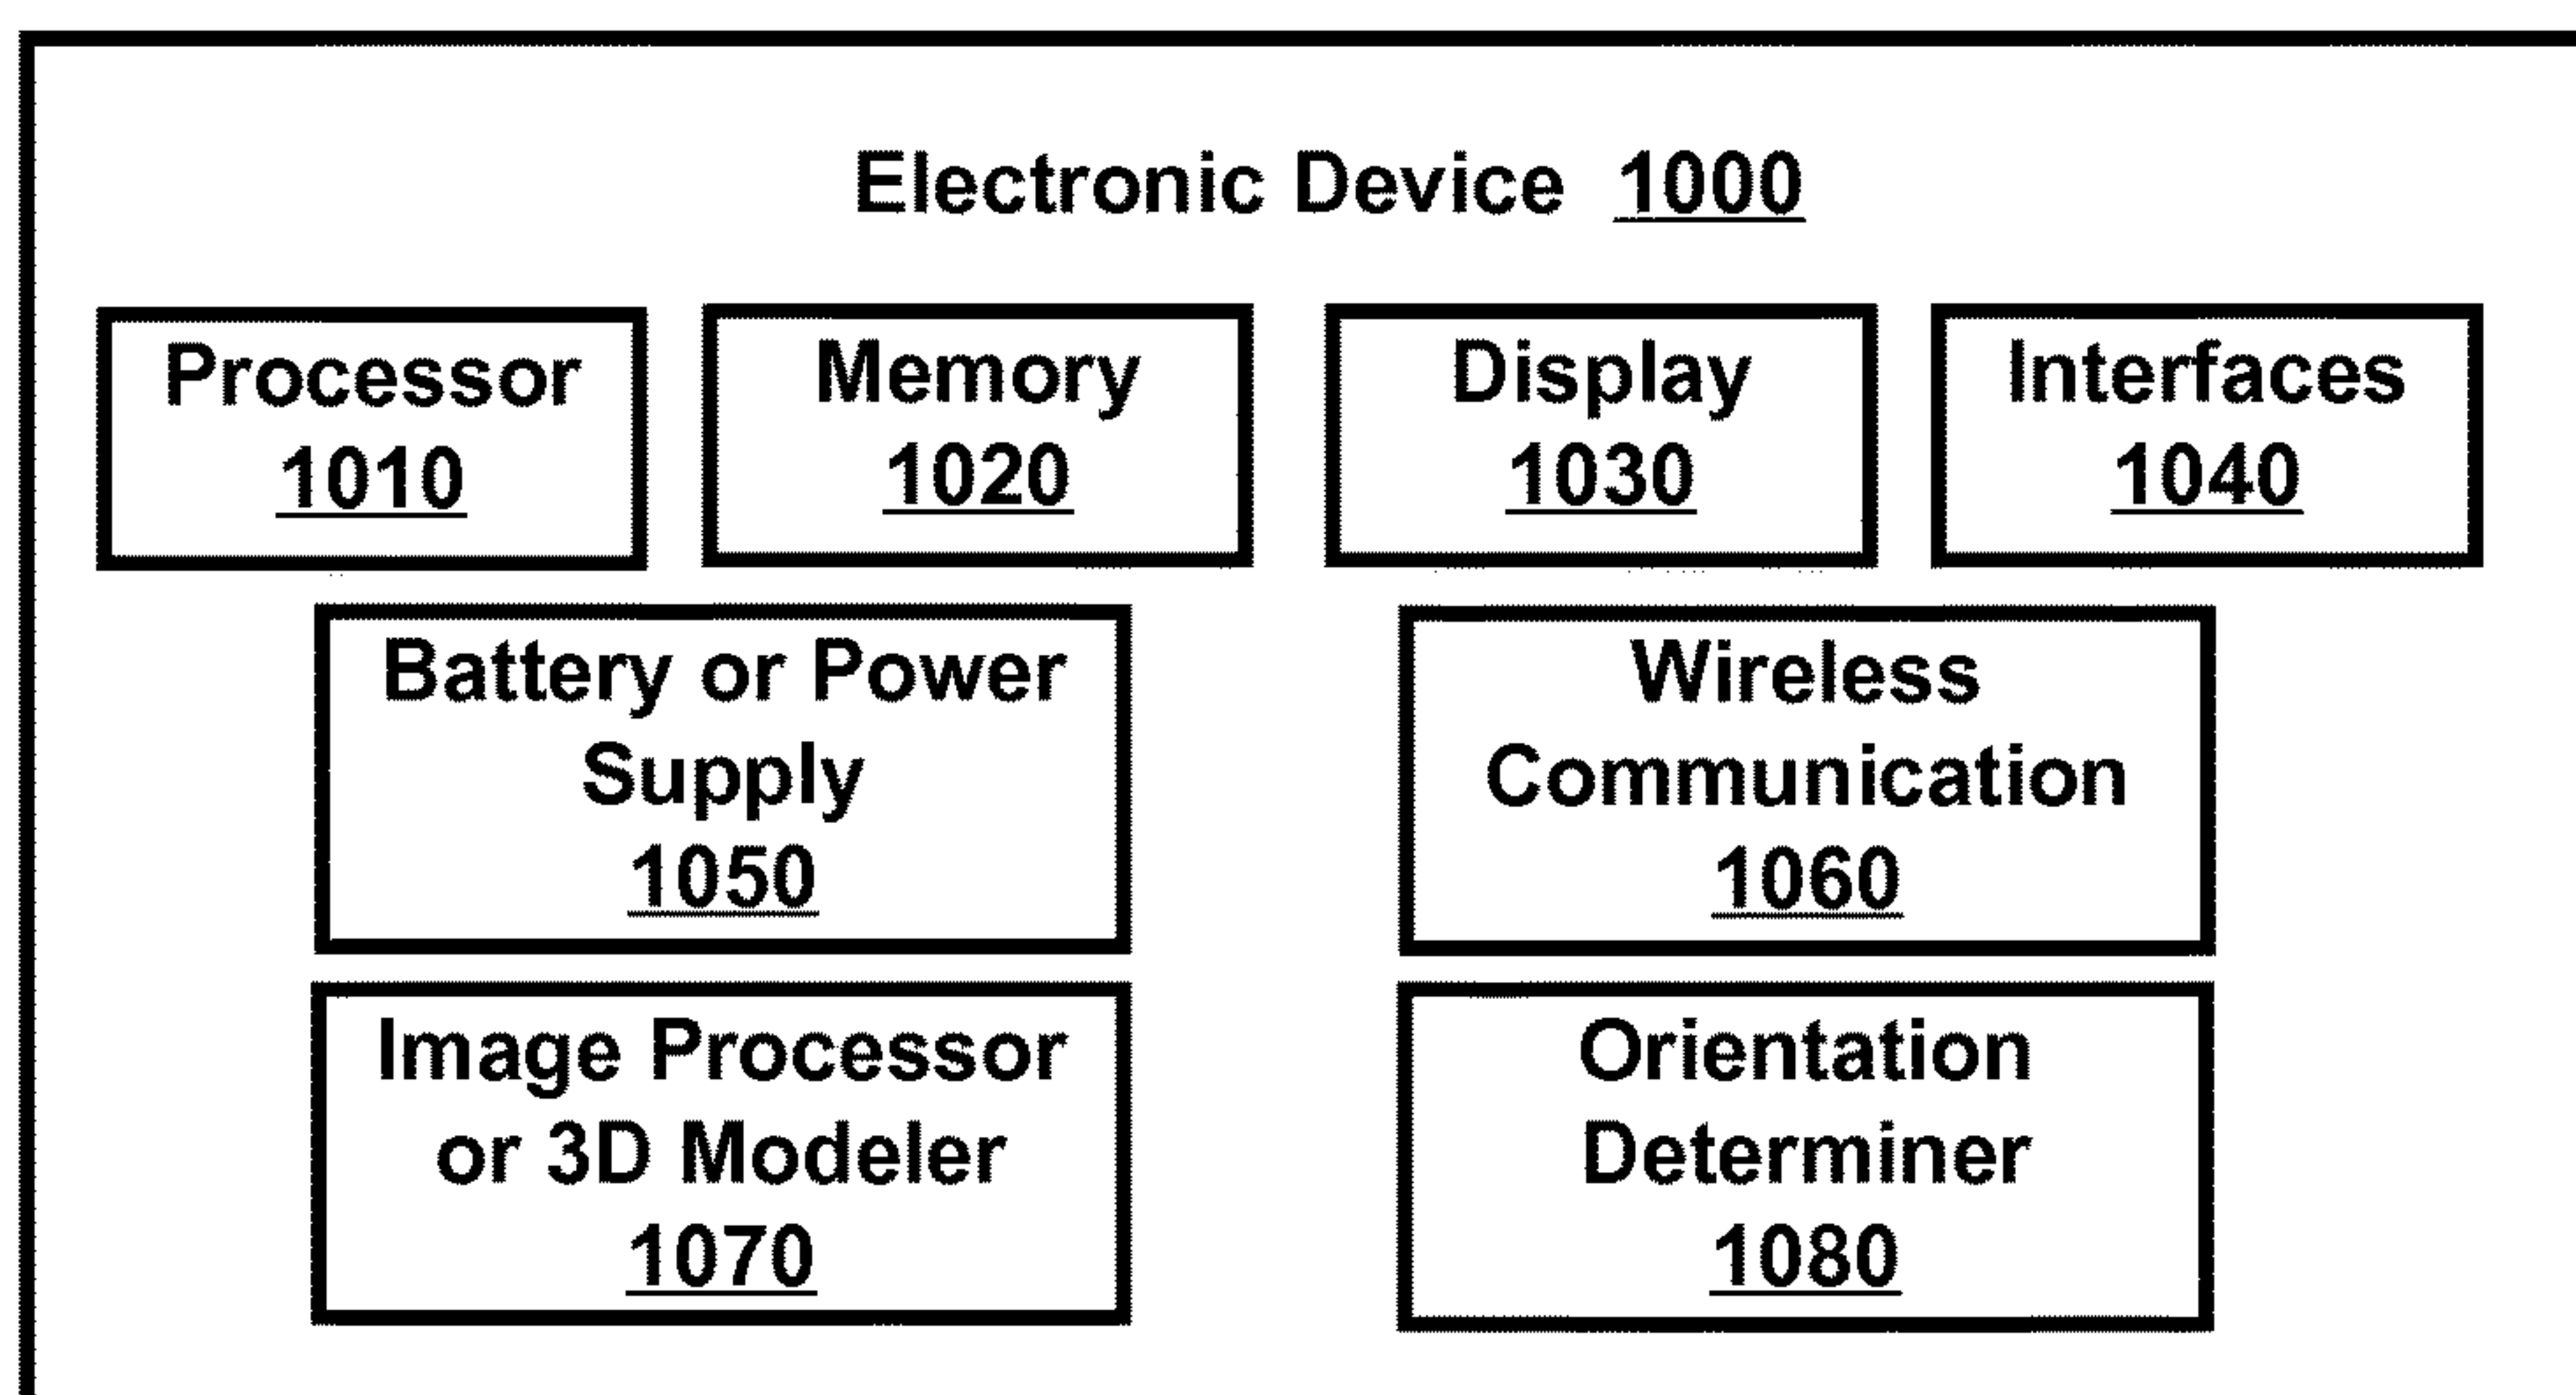 Electronic Device 1000
Processor
1010
Memory
1020
Display
1030
Interfaces
1040
Battery or Power
Supply
1050
Wireless
Communication
1060
Image Processor
or 3D Modeler
1070
Orientation
Determiner
1080